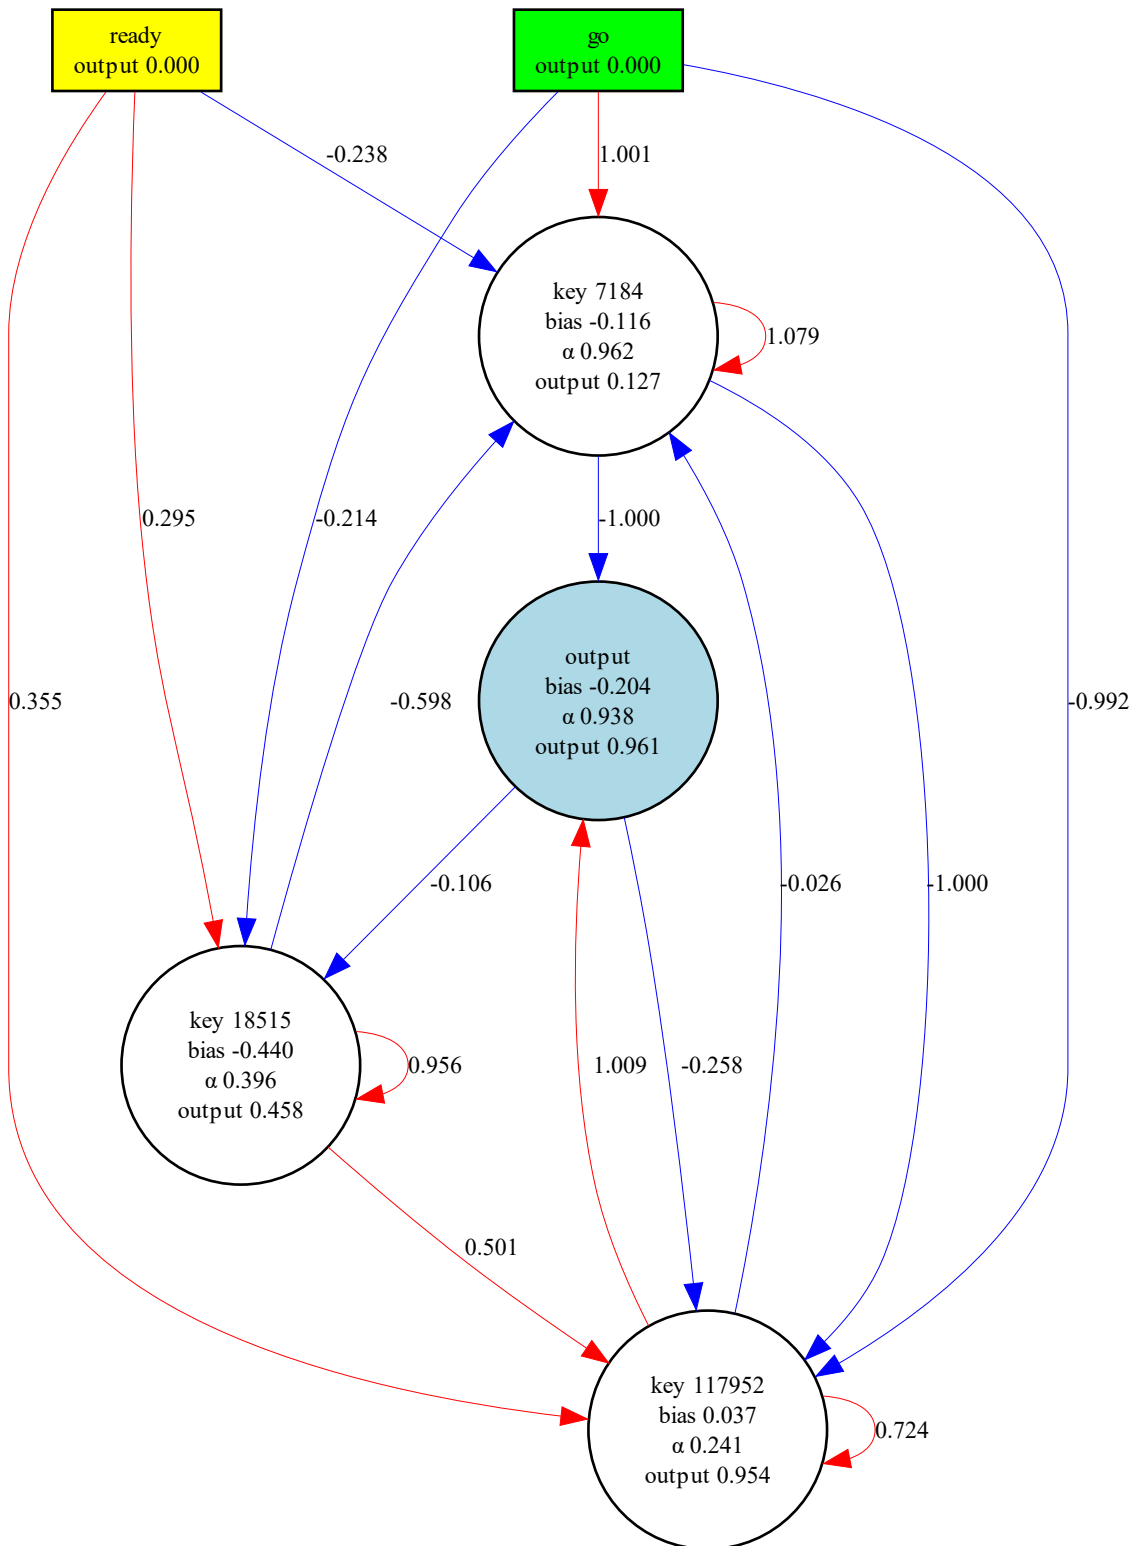 ready
output 0.000
go
output 0.000
-0.238
1.001
key 7184
bias -0.116
α 0.962
output 0.127
1.079
0.295
-0.214
-1.000
output
bias -0.204
α 0.938
output 0.961
0.355
-0.598
-0.992
-0.106
-0.026
-1.000
key 18515
bias -0.440
α 0.396
output 0.458
0.956
1.009
-0.258
0.501
key 117952
bias 0.037
α 0.241
output 0.954
0.724